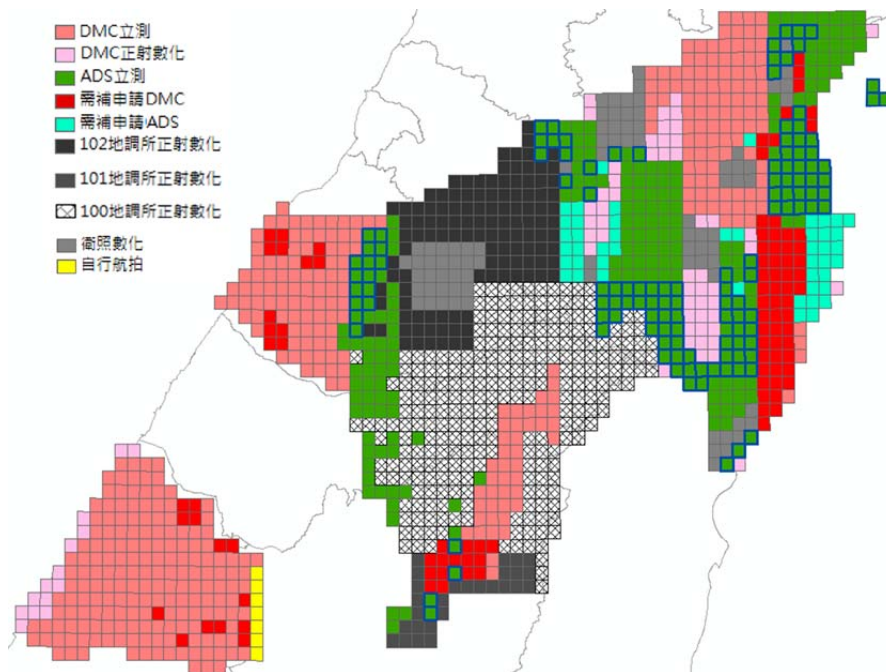 DMC立測
DMC正射數化
ADS立測
需補申請DMC
需補申請ADS
102地調所正射數化
101地調所正射數化
100地調所正射數化
衛照數化
自行航拍